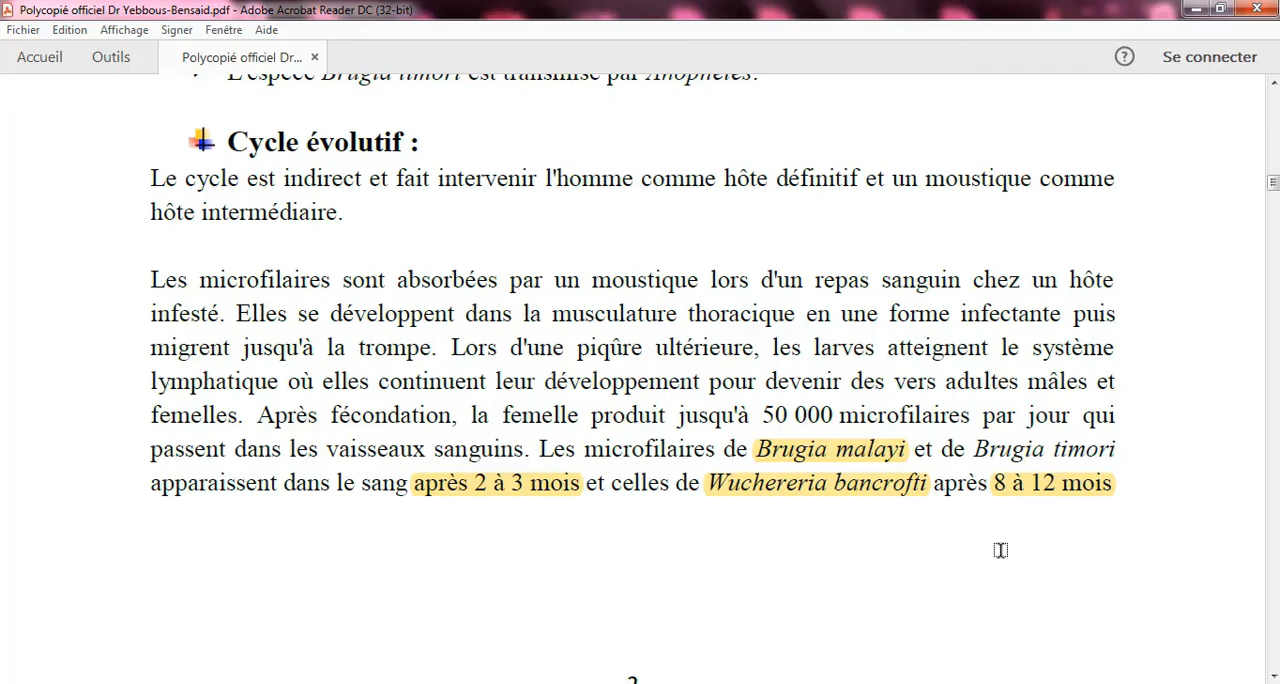 Polycopié officiel Dr Yebbous-Bensaid.pdf - Adobe Acrobat Reader DC (32-bit)
Fichier Edition Affichage Signer Fenêtre Aide
Accueil Outils Polycopié officiel Dr... × ? Se connecter
L'espèce Brugia timori est transmise par Anophèles.
Cycle évolutif :
Le cycle est indirect et fait intervenir l'homme comme hôte définitif et un moustique comme
hôte intermédiaire.
Les microfilaires sont absorbées par un moustique lors d'un repas sanguin chez un hôte
infesté. Elles se développent dans la musculature thoracique en une forme infectante puis
migrent jusqu'à la trompe. Lors d'une piqûre ultérieure, les larves atteignent le système
lymphatique où elles continuent leur développement pour devenir des vers adultes mâles et
femelles. Après fécondation, la femelle produit jusqu'à 50 000 microfilaires par jour qui
passent dans les vaisseaux sanguins. Les microfilaires de Brugia malayi et de Brugia timori
apparaissent dans le sang après 2 à 3 mois et celles de Wuchereria bancrofti après 8 à 12 mois